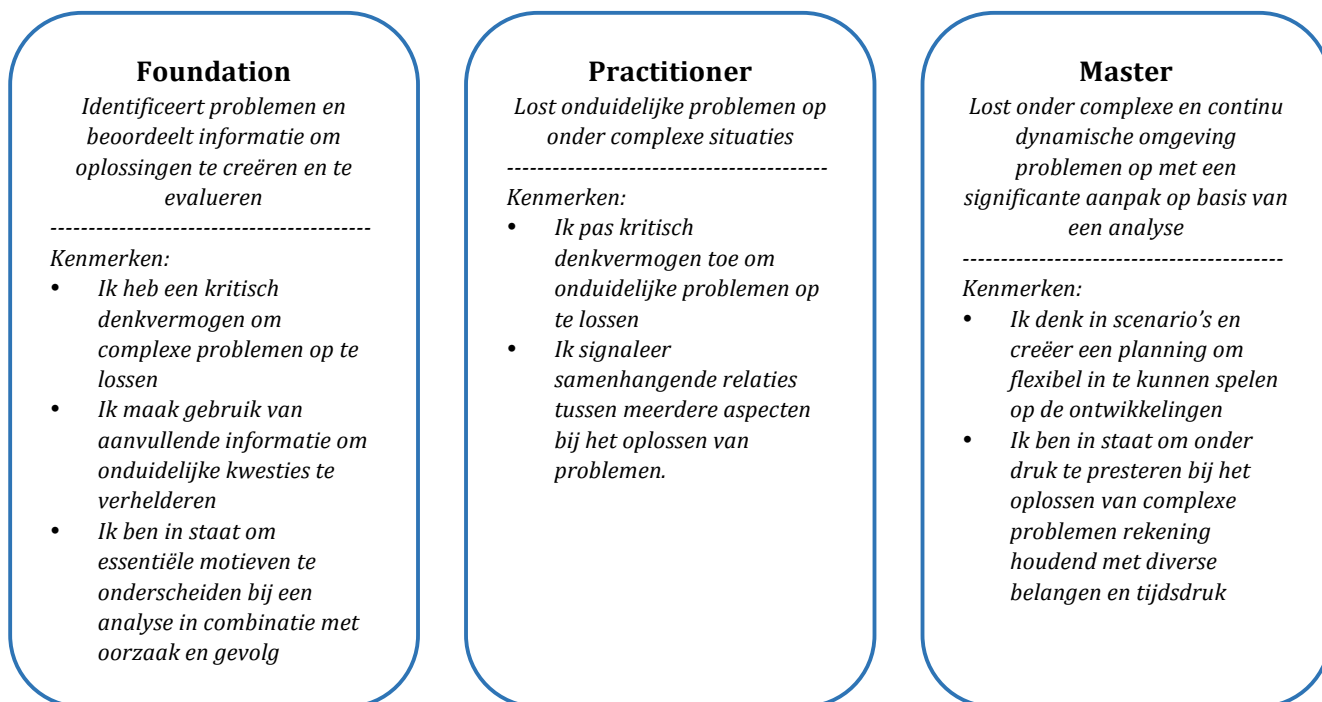 Foundation
Identificeert problemen en
beoordeelt informatie om
oplossingen te creëren en te
evalueren
------------------------------------------
Kenmerken:
• Ik heb een kritisch
denkvermogen om
complexe problemen op te
lossen
• Ik maak gebruik van
aanvullende informatie om
onduidelijke kwesties te
verhelderen
• Ik ben in staat om
essentiële motieven te
onderscheiden bij een
analyse in combinatie met
oorzaak en gevolg
Practitioner
Lost onduidelijke problemen op
onder complexe situaties
------------------------------------------
Kenmerken:
• Ik pas kritisch
denkvermogen toe om
onduidelijke problemen op
te lossen
• Ik signaleer
samenhangende relaties
tussen meerdere aspecten
bij het oplossen van
problemen.
Master
Lost onder complexe en continu
dynamische omgeving
problemen op met een
significante aanpak op basis van
een analyse
------------------------------------------
Kenmerken:
• Ik denk in scenario’s en
creëer een planning om
flexibel in te kunnen spelen
op de ontwikkelingen
• Ik ben in staat om onder
druk te presteren bij het
oplossen van complexe
problemen rekening
houdend met diverse
belangen en tijdsdruk